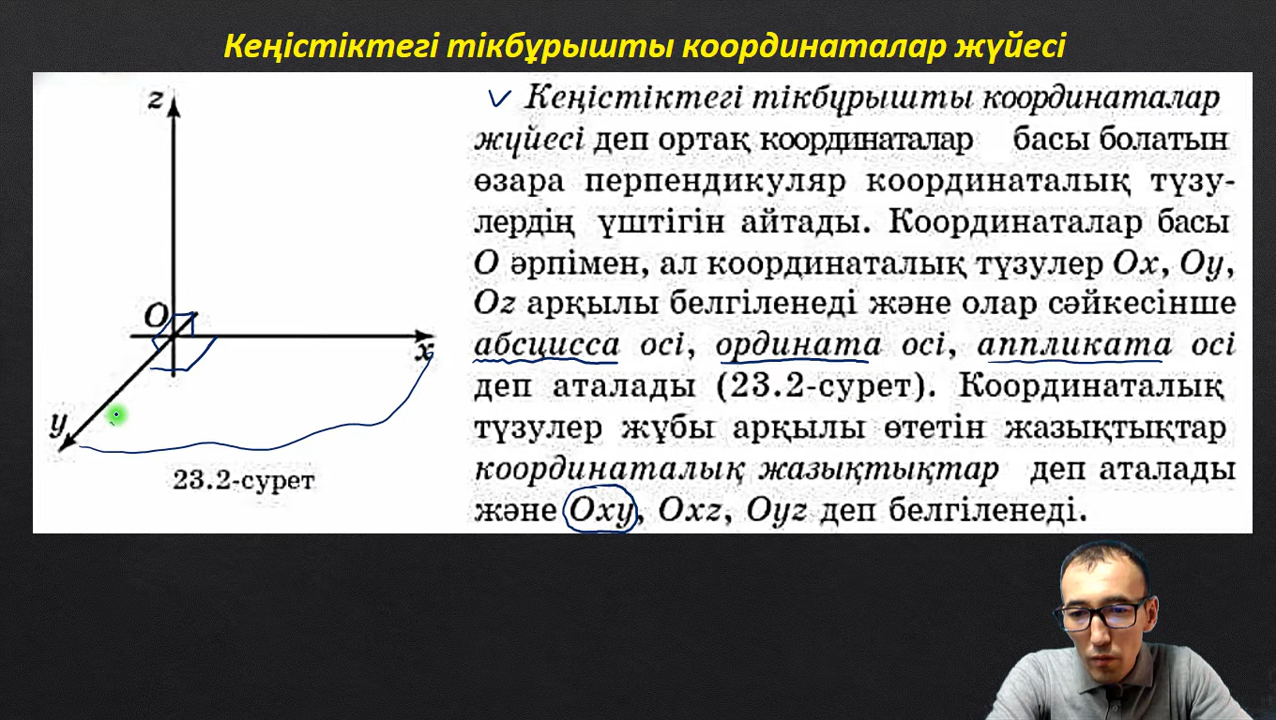 Кеңістіктегі тікбұрышты координаталар жүйесі
z
O
x
y
23.2-сурет
Кеңістіктегі тікбұрышты координаталар
жүйесі деп ортақ координаталар басы болатын
өзара перпендикуляр координаталық түзу-
лердің үштігін айтады. Координаталар басы
O әрпімен, ал координаталық түзулер Ox, Oy,
Oz арқылы белгіленеді және олар сәйкесінше
абсцисса осі, ордината осі, аппликата осі
деп аталады (23.2-сурет). Координаталық
түзулер жұбы арқылы өтетін жазықтықтар
координаталық жазықтықтар деп аталады
және Oxy, Oxz, Oyz деп белгіленеді.